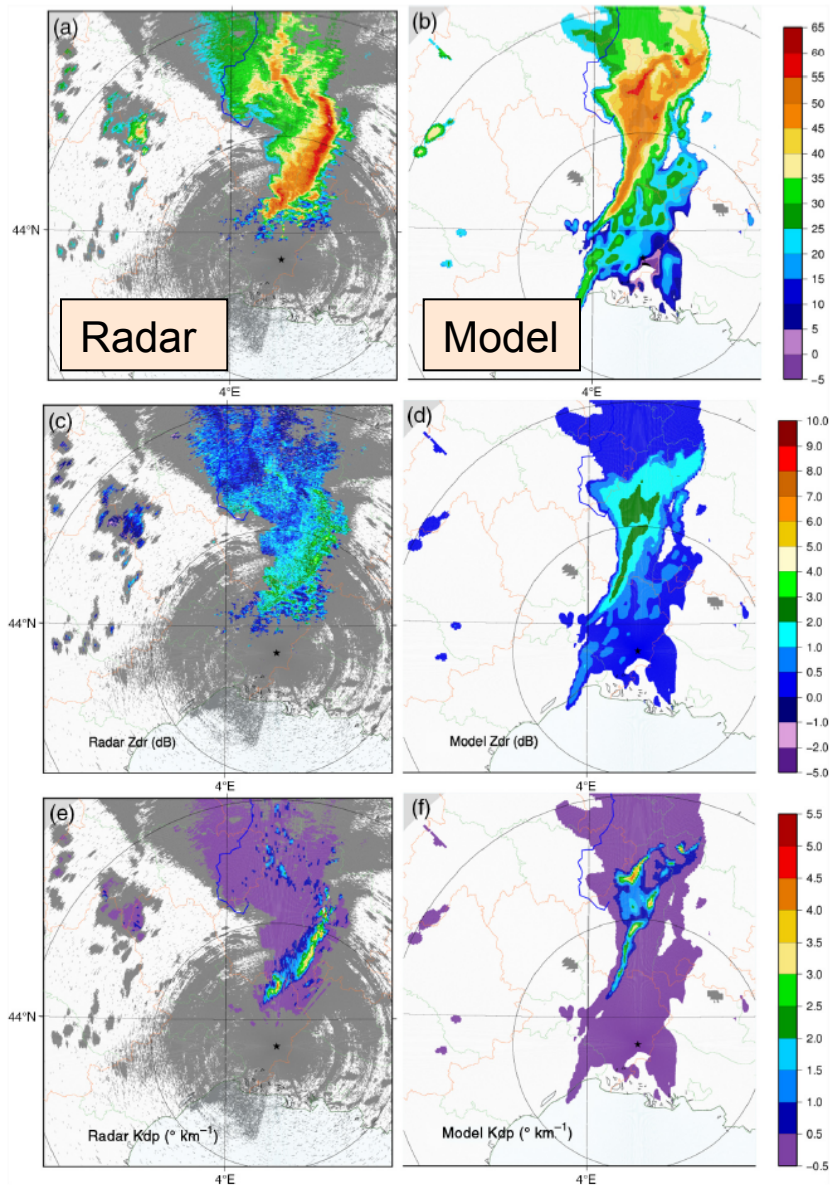 (a)
(b)
44°N
Radar
Model
4°E
4°E
65
60
55
50
45
40
35
30
25
20
15
10
5
0
−5
(c)
(d)
44°N
Radar Zdr (dB)
Model Zdr (dB)
4°E
4°E
10.0
9.0
8.0
7.0
6.0
5.0
4.0
3.0
2.0
1.0
0.5
0.0
−1.0
−2.0
−5.0
(e)
(f)
44°N
Radar Kdp (° km⁻¹)
Model Kdp (° km⁻¹)
4°E
4°E
5.5
5.0
4.5
4.0
3.5
3.0
2.5
2.0
1.5
1.0
0.5
−0.5